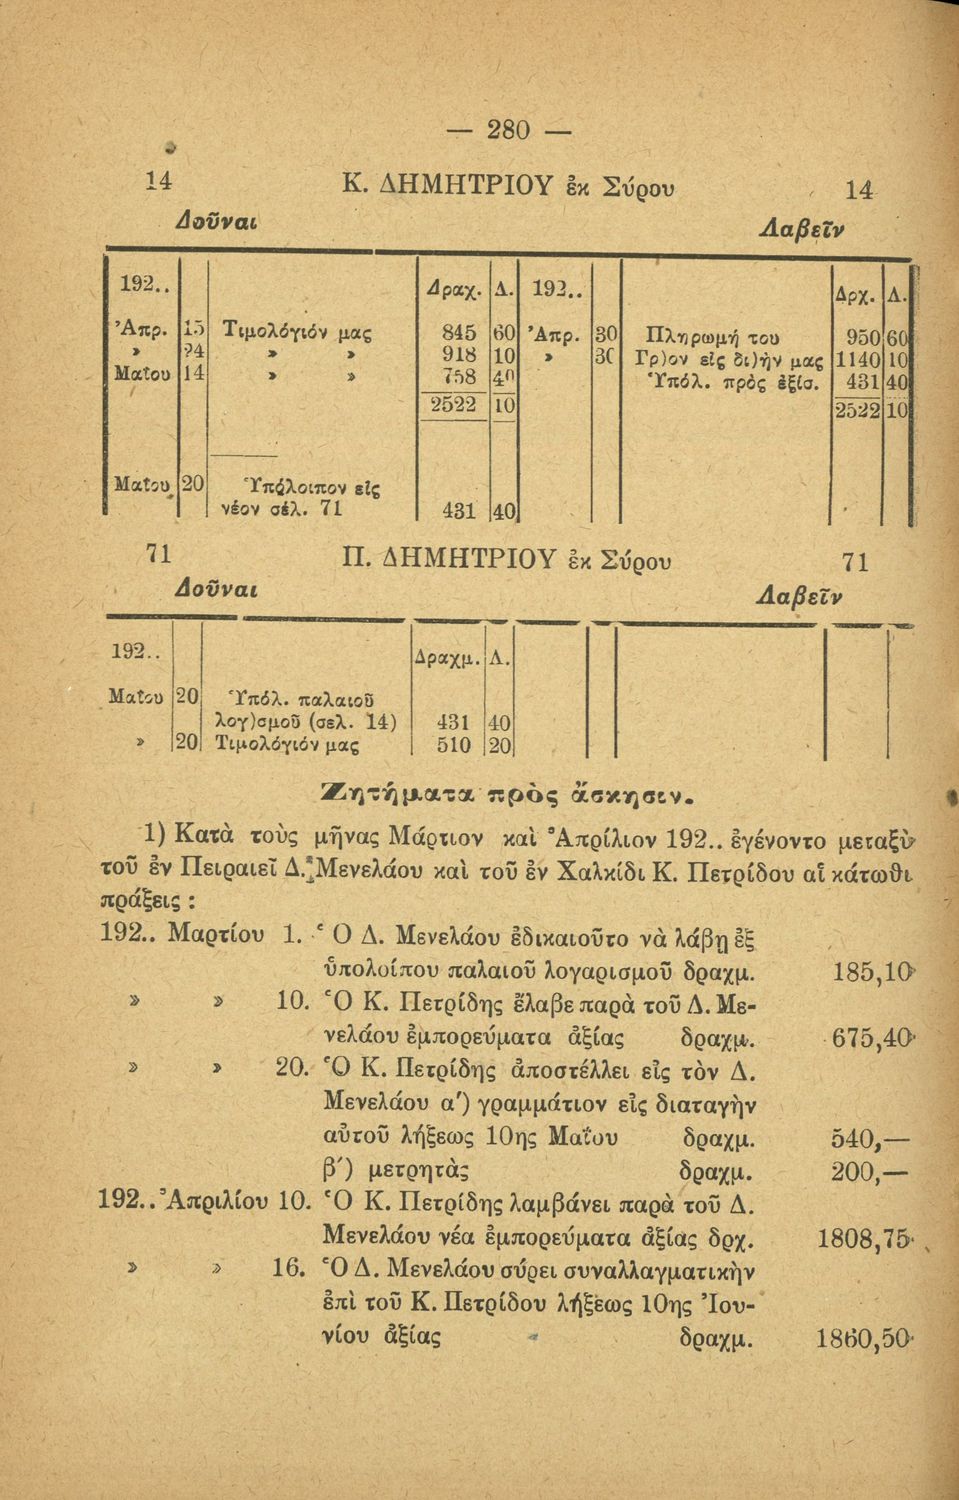 — 280 —
14 Κ. ΔΗΜΗΤΡΙΟΥ ἐκ Σύρου 14
Δοῦναι Λαβεῖν
192.. Δραχ. Δ. 192.. Δρχ. Δ.
Ἀπρ. 15 Τιμολόγιόν μας 845 60 Ἀπρ. 30 Πληρωμή του 950 60
» 24 » » 918 10 » 30 Γρ)ον εἰς δι)ήν μας 1140 10
Μαΐου 14 » » 758 40 Ὑπόλ. πρὸς ἐξίσ. 431 40
2522 10 2522 10
Μαΐου 20 Ὑπόλοιπον εἰς
νέον σέλ. 71 431 40
71 Π. ΔΗΜΗΤΡΙΟΥ ἐκ Σύρου 71
Δοῦναι Λαβεῖν
192.. Δραχμ. Δ.
Μαΐου 20 Ὑπόλ. παλαιοῦ
λογ)σμοῦ (σελ. 14) 431 40
» 20 Τιμολόγιόν μας 510 20
Ζητήματα πρὸς ἄσκησιν.
1) Κατὰ τοὺς μῆνας Μάρτιον καὶ Ἀπρίλιον 192.. ἐγένοντο μεταξὺ
τοῦ ἐν Πειραιεῖ Δ. Μενελάου καὶ τοῦ ἐν Χαλκίδι Κ. Πετρίδου αἱ κάτωθι
πράξεις :
192.. Μαρτίου 1. Ὁ Δ. Μενελάου ἐδικαιοῦτο νὰ λάβῃ ἐξ
ὑπολοίπου παλαιοῦ λογαρισμοῦ δραχμ. 185,10
» » 10. Ὁ Κ. Πετρίδης ἔλαβε παρὰ τοῦ Δ. Με-
νελάου ἐμπορεύματα ἀξίας δραχμ. 675,40
» » 20. Ὁ Κ. Πετρίδης ἀποστέλλει εἰς τὸν Δ.
Μενελάου α') γραμμάτιον εἰς διαταγὴν
αὐτοῦ λήξεως 10ης Μαΐου δραχμ. 540,—
β') μετρητὰς δραχμ. 200,—
192.. Ἀπριλίου 10. Ὁ Κ. Πετρίδης λαμβάνει παρὰ τοῦ Δ.
Μενελάου νέα ἐμπορεύματα ἀξίας δρχ. 1808,75
» » 16. Ὁ Δ. Μενελάου σύρει συναλλαγματικὴν
ἐπὶ τοῦ Κ. Πετρίδου λήξεως 10ης Ἰου-
νίου ἀξίας δραχμ. 1860,50